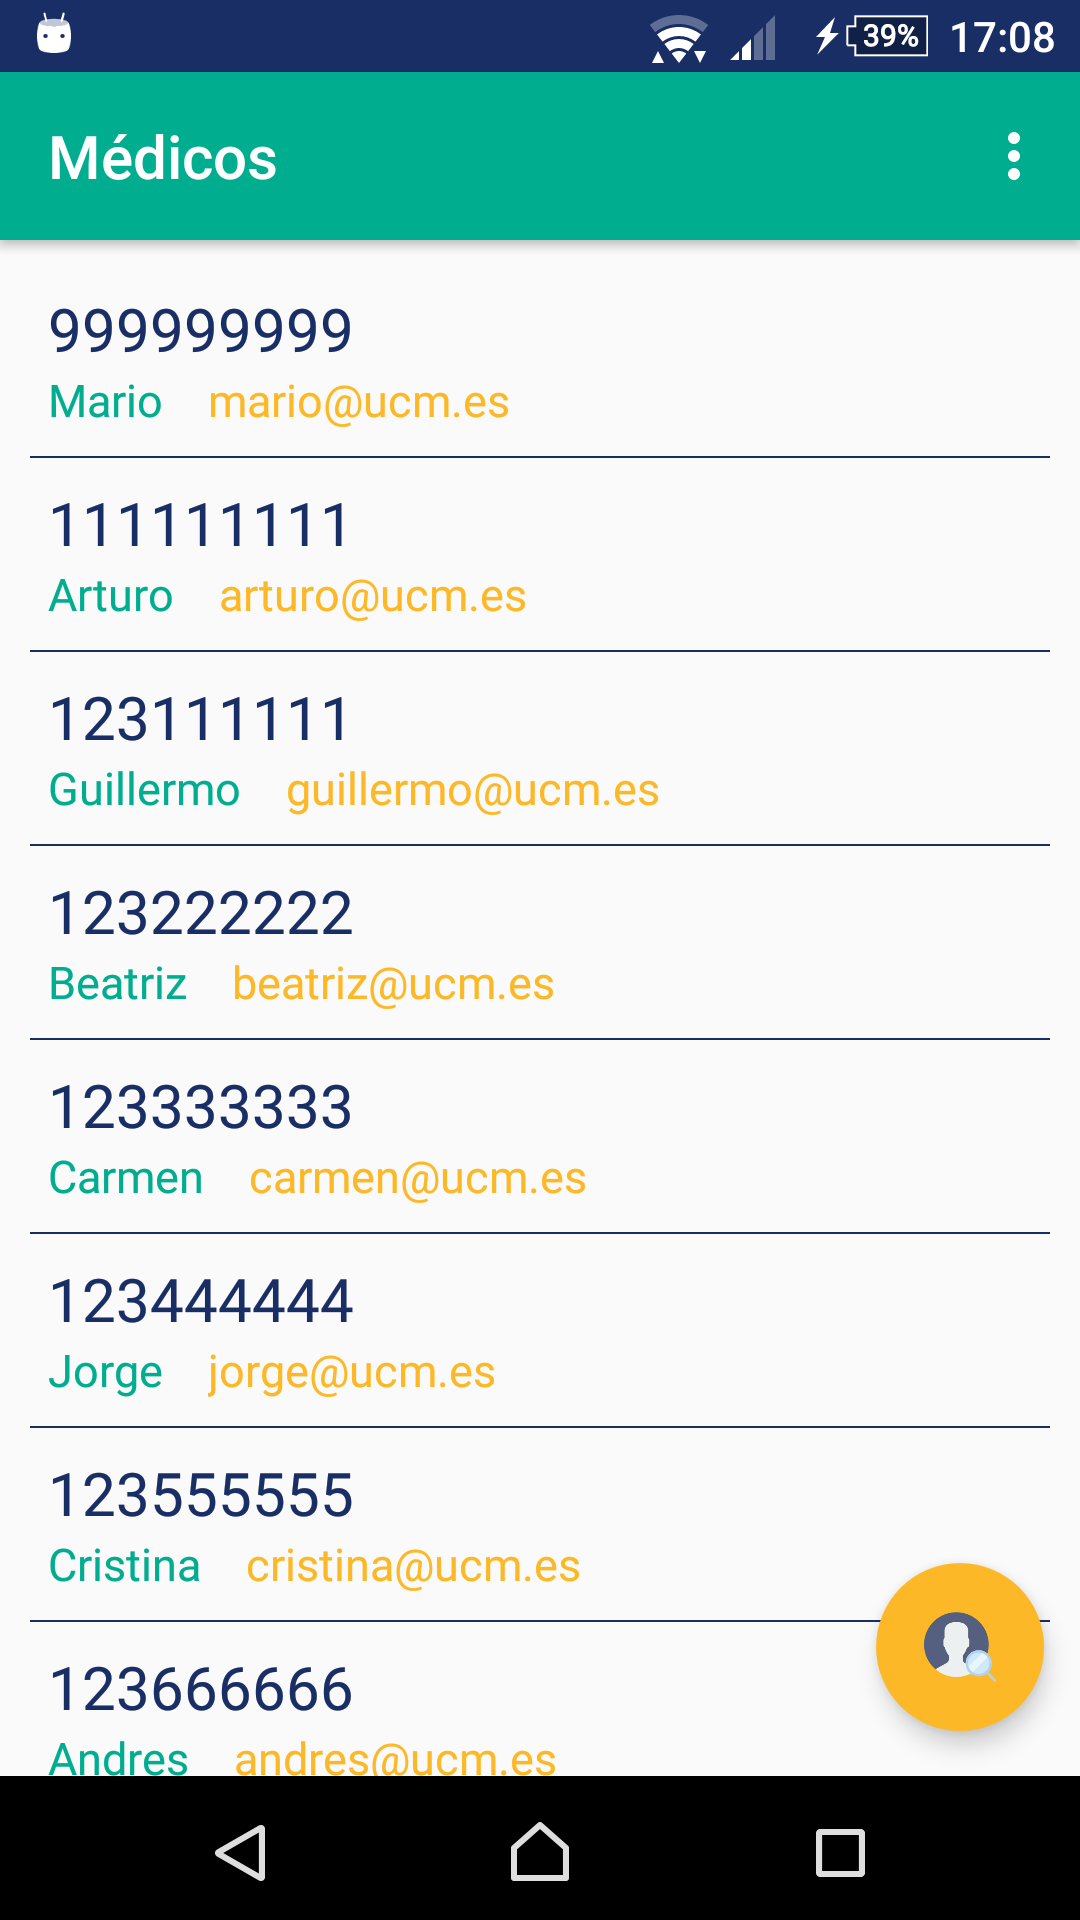 39% 17:08
Médicos
999999999
Mario mario@ucm.es
111111111
Arturo arturo@ucm.es
123111111
Guillermo guillermo@ucm.es
123222222
Beatriz beatriz@ucm.es
123333333
Carmen carmen@ucm.es
123444444
Jorge jorge@ucm.es
123555555
Cristina cristina@ucm.es
123666666
Andres andres@ucm.es